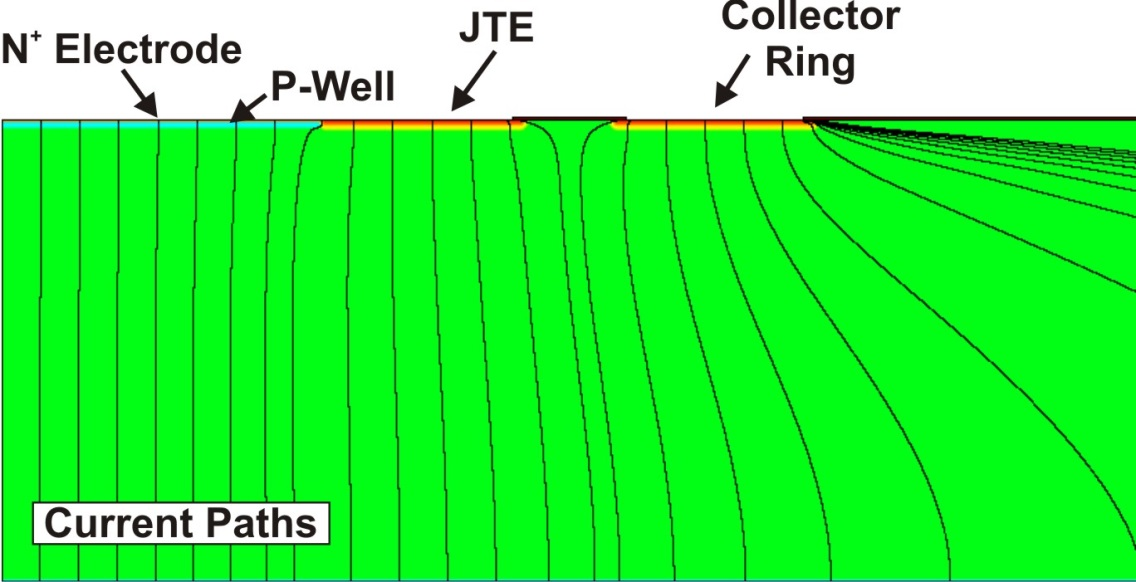 N⁺ Electrode
P-Well
JTE
Collector
Ring
Current Paths